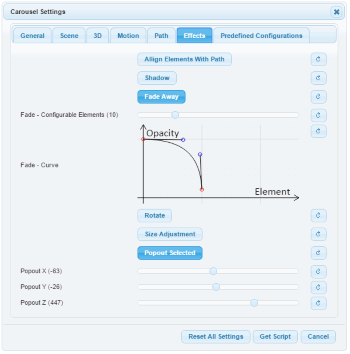 Carousel Settings
General Scene 3D Motion Path Effects Predefined Configurations
Allign Elements With Path
Shadow
Fade Away
Fade - Configurable Elements (10)
Opacity
Fade - Curve
Element
Rotate
Size Adjustment
Popout Selected
Popout X (-63)
Popout Y (-26)
Popout Z (447)
Reset All Settings Get Script Cancel